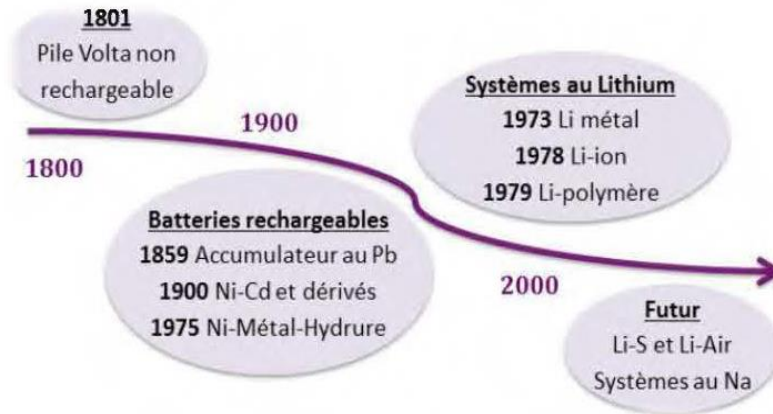 1801
Pile Volta non
rechargeable
1800
1900
Batteries rechargeables
1859 Accumulateur au Pb
1900 Ni-Cd et dérivés
1975 Ni-Métal-Hydrure
Systèmes au Lithium
1973 Li métal
1978 Li-ion
1979 Li-polymère
2000
Futur
Li-S et Li-Air
Systèmes au Na